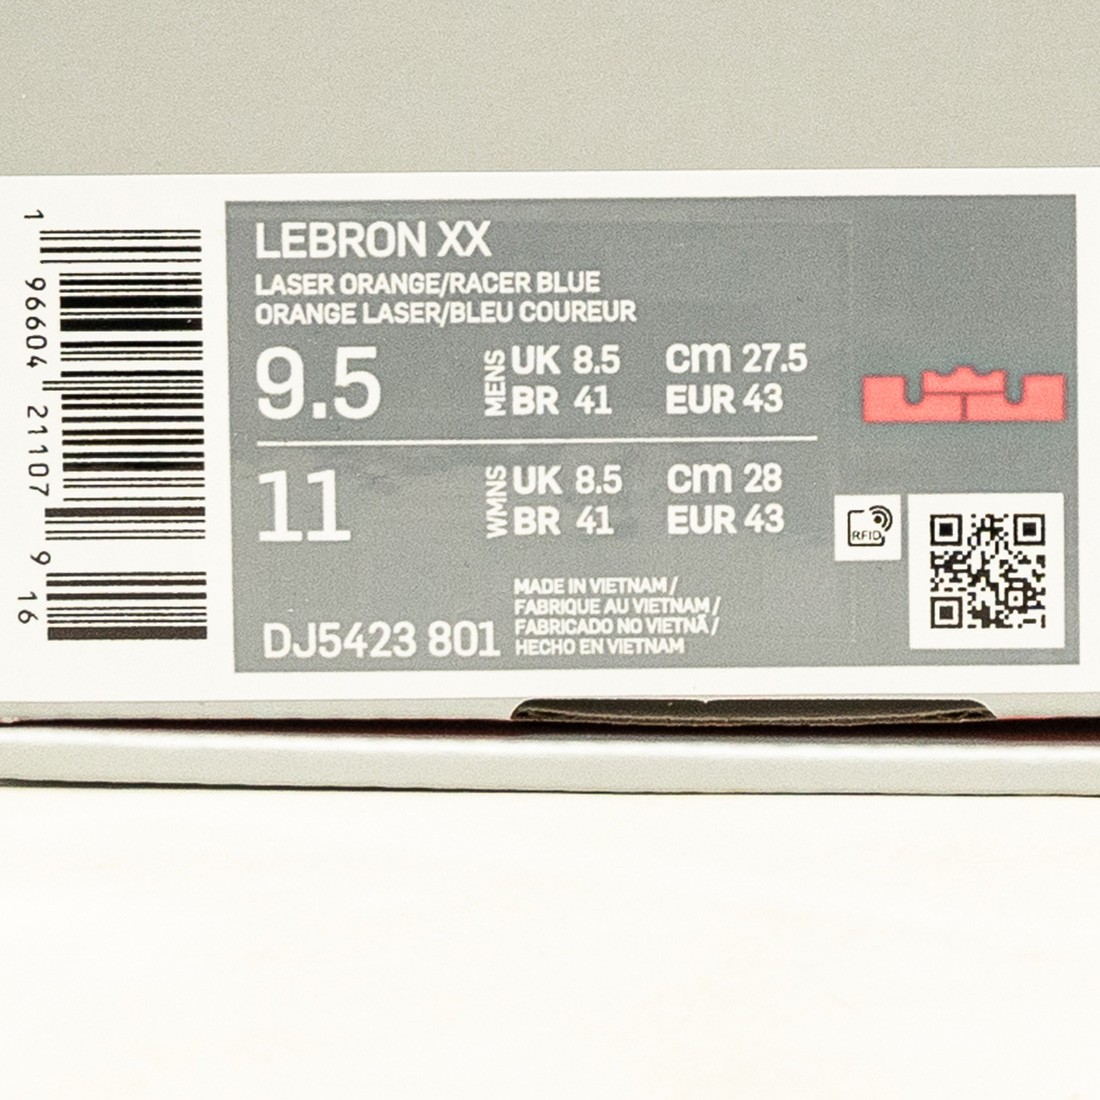 LEBRON XX
LASER ORANGE/RACER BLUE
ORANGE LASER/BLEU COUREUR
9.5 MENS UK 8.5 CM 27.5
BR 41 EUR 43
11 WMNS UK 8.5 CM 28
BR 41 EUR 43
DJ5423 801
MADE IN VIETNAM /
FABRIQUE AU VIETNAM /
FABRICADO NO VIETNÃ /
HECHO EN VIETNAM
RFID
1 96604 21107 9 16